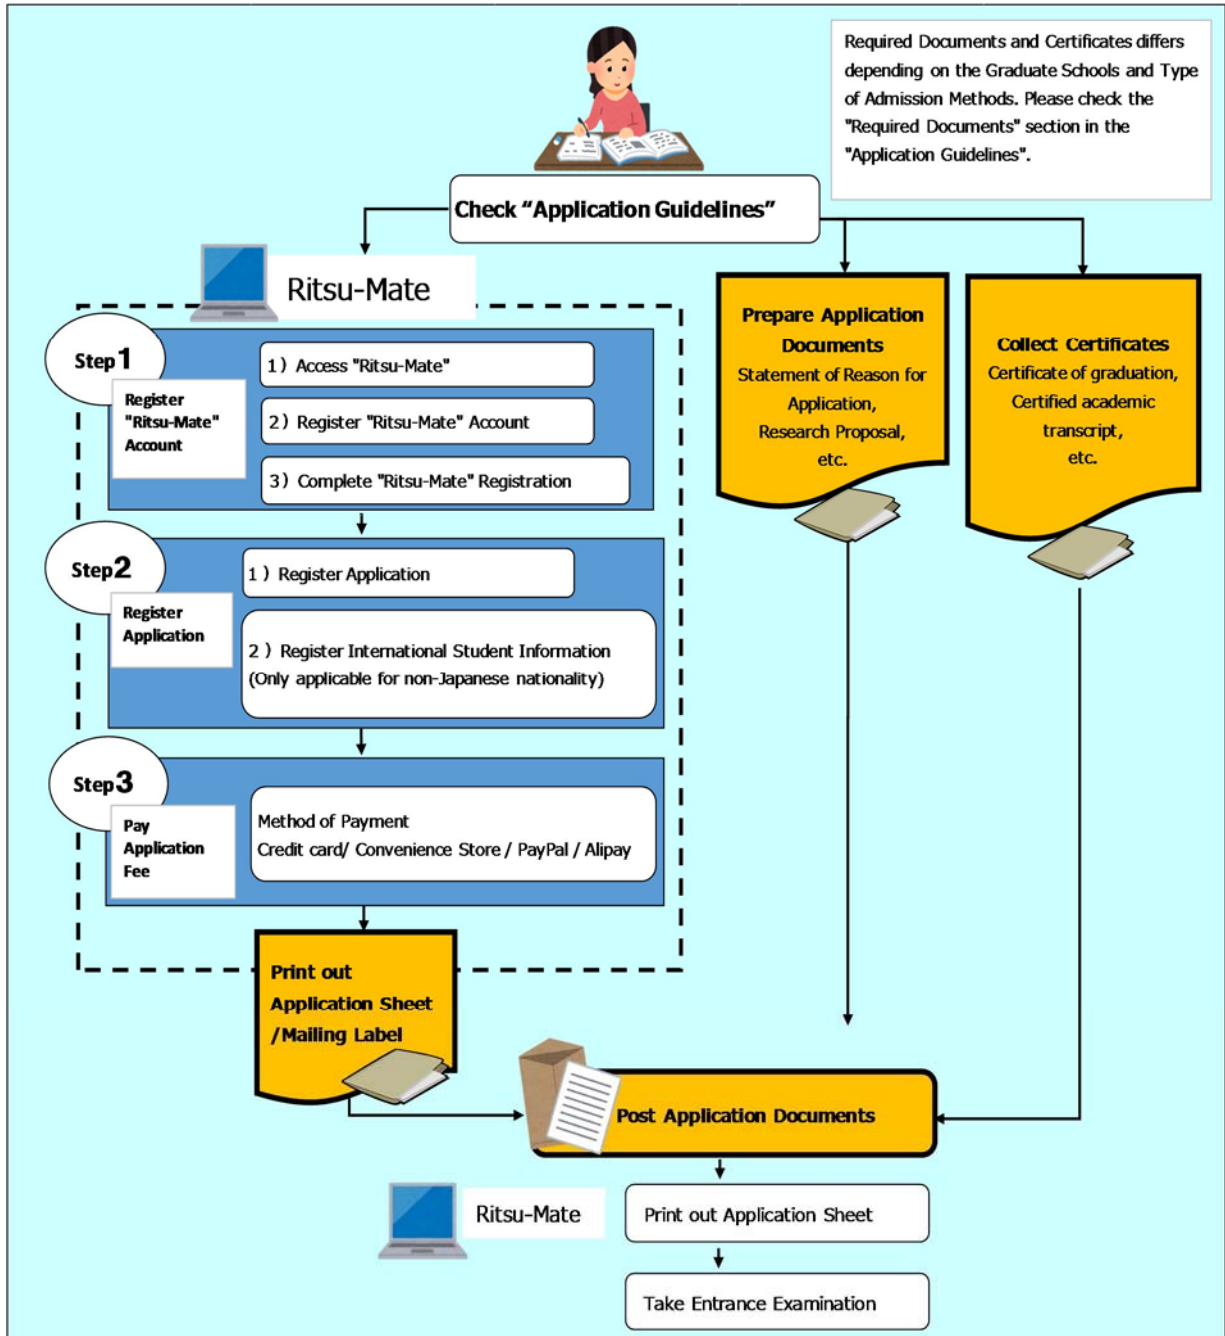 Required Documents and Certificates differs
depending on the Graduate Schools and Type
of Admission Methods. Please check the
"Required Documents" section in the
"Application Guidelines".
Check “Application Guidelines”
Ritsu-Mate
Step1
Register
"Ritsu-Mate"
Account
1）Access "Ritsu-Mate"
2）Register "Ritsu-Mate" Account
3）Complete "Ritsu-Mate" Registration
Step2
Register
Application
1 ）Register Application
2 ）Register International Student Information
(Only applicable for non-Japanese nationality)
Step3
Pay
Application
Fee
Method of Payment
Credit card/ Convenience Store / PayPal / Alipay
Print out
Application Sheet
/Mailing Label
Prepare Application
Documents
Statement of Reason for
Application,
Research Proposal,
etc.
Collect Certificates
Certificate of graduation,
Certified academic
transcript,
etc.
Post Application Documents
Ritsu-Mate
Print out Application Sheet
Take Entrance Examination